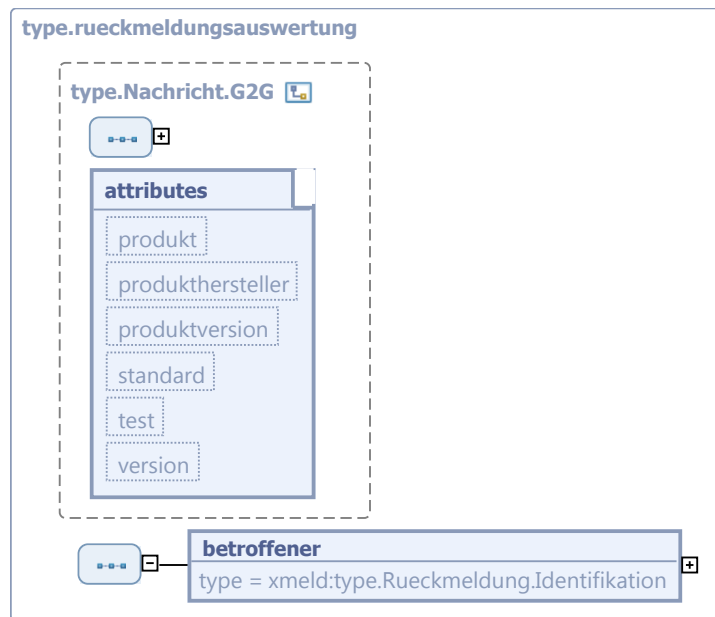 type.rueckmeldungsauswertung
type.Nachricht.G2G
attributes
produkt
produkthersteller
produktversion
standard
test
version
betroffener
type = xmeld:type.Rueckmeldung.Identifikation